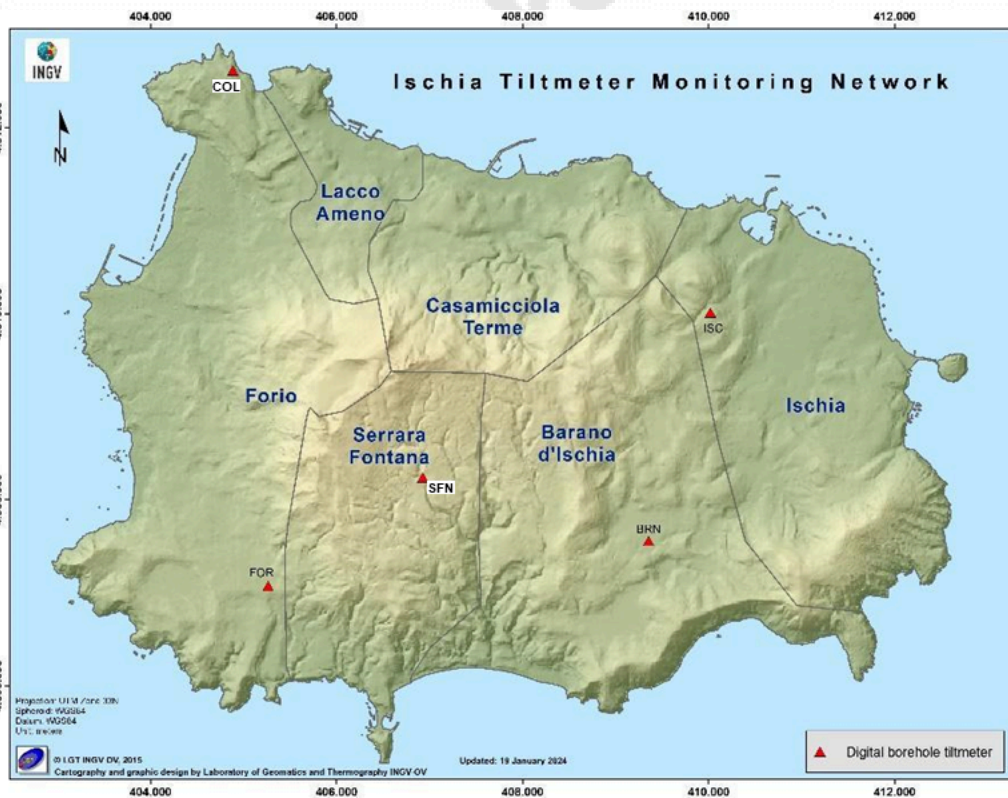 404.000 406.000 408.000 410.000 412.000
INGV
Ischia Tiltmeter Monitoring Network
COL
N
Lacco
Ameno
Casamicciola
Terme
ISC
Forio
Ischia
Serrara
Fontana
Barano
d'Ischia
SFN
BRN
FOR
Projection: UTM Zone 33N
Spheroid: WGS84
Datum: WGS84
Unit: meters
© LGT INGV OV, 2015
Cartography and graphic design by Laboratory of Geomatics and Thermography INGV-OV
Updated: 19 January 2024
Digital borehole tiltmeter
404.000 406.000 408.000 410.000 412.000